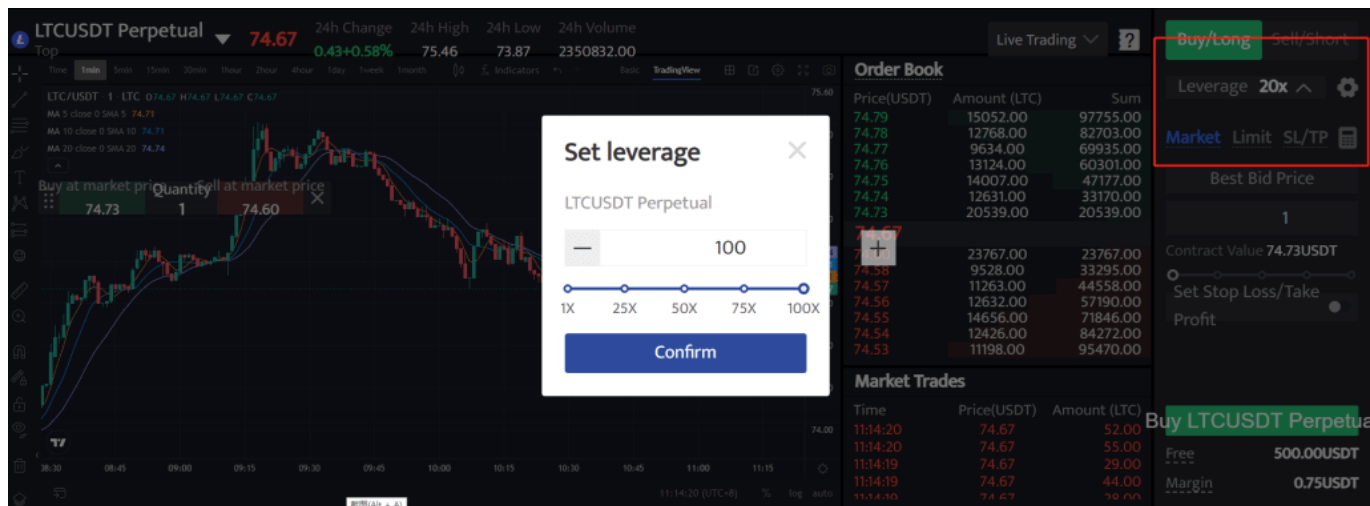 LTCUSDT Perpetual 74.67
Top
24h Change 24h High 24h Low 24h Volume
0.43+0.58% 75.46 73.87 2350832.00
Live Trading
Time 1min 5min 15min 30min 1hour 2hour 4hour 1day 1week 1month Indicators Basic TradingView
LTC/USDT · 1 LTC O74.67 H74.67 L74.67 C74.67
MA 5 close 0 SMA 5 74.71
MA 10 close 0 SMA 10 74.71
MA 20 close 0 SMA 20 74.74
Buy at market price Quantity Sell at market price
74.73 1 74.60
75.60
74.00
08:30 08:45 09:00 09:15 09:30 09:45 10:00 10:15 10:30 10:45 11:00 11:15
11:14:20 (UTC+8) % log auto
Set leverage
LTCUSDT Perpetual
— 100 +
1X 25X 50X 75X 100X
Confirm
Order Book
Price(USDT) Amount (LTC) Sum
74.79 15052.00 97755.00
74.78 12768.00 82703.00
74.77 9634.00 69935.00
74.76 13124.00 60301.00
74.75 14007.00 47177.00
74.74 12631.00 33170.00
74.73 20539.00 20539.00
74.67
23767.00 23767.00
74.58 9528.00 33295.00
74.57 11263.00 44558.00
74.56 12632.00 57190.00
74.55 14656.00 71846.00
74.54 12426.00 84272.00
74.53 11198.00 95470.00
Market Trades
Time Price(USDT) Amount (LTC)
11:14:20 74.67 52.00
11:14:20 74.67 55.00
11:14:19 74.67 29.00
11:14:19 74.67 44.00
11:14:19 74.67 28.00
Buy/Long Sell/Short
Leverage 20x
Market Limit SL/TP
Best Bid Price
1
Contract Value 74.73USDT
Set Stop Loss/Take
Profit
Buy LTCUSDT Perpetua
Free 500.00USDT
Margin 0.75USDT